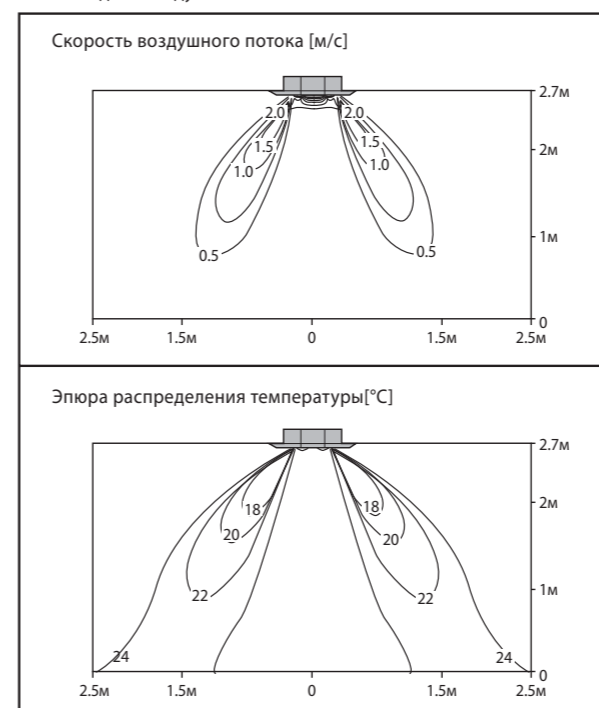 Скорость воздушного потока [м/с]
2.7м
2.0 2.0
2м
1.5 1.5
1.0 1.0
1м
0.5 0.5
0
2.5м 1.5м 0 1.5м 2.5м
Эпюра распределения температуры[°C]
2.7м
2м
18 18
20 20
1м
22 22
24 24
0
2.5м 1.5м 0 1.5м 2.5м